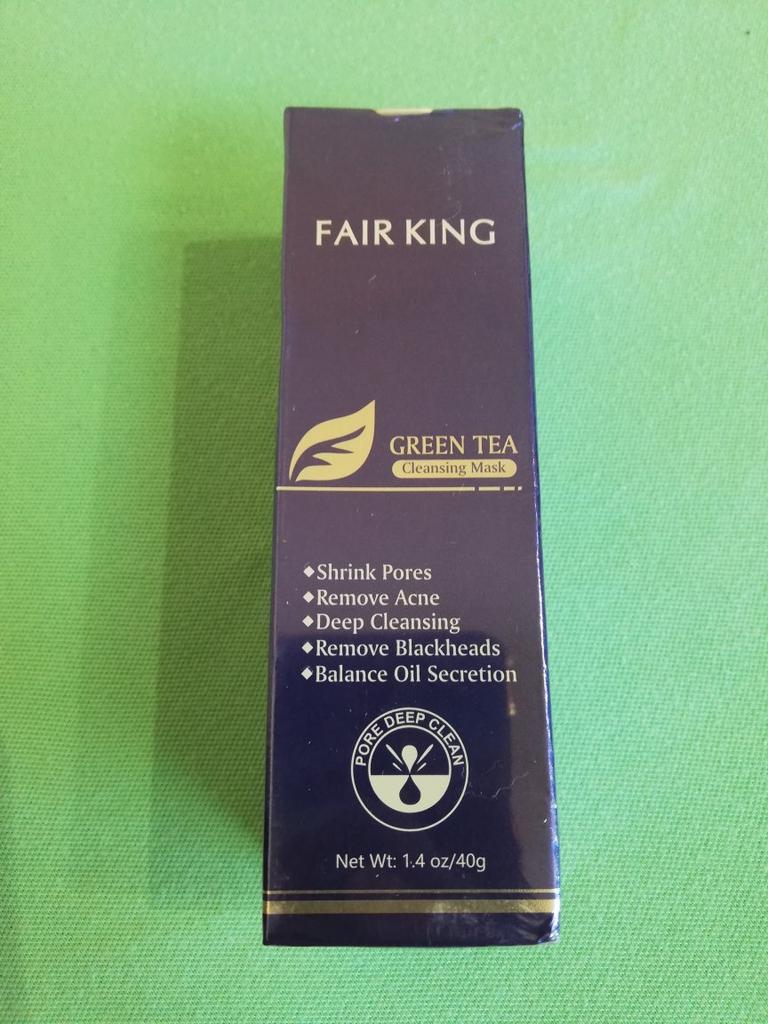 FAIR KING
GREEN TEA
Cleansing Mask
◆Shrink Pores
◆Remove Acne
◆Deep Cleansing
◆Remove Blackheads
◆Balance Oil Secretion
PORE DEEP CLEAN
Net Wt: 1.4 oz/40g